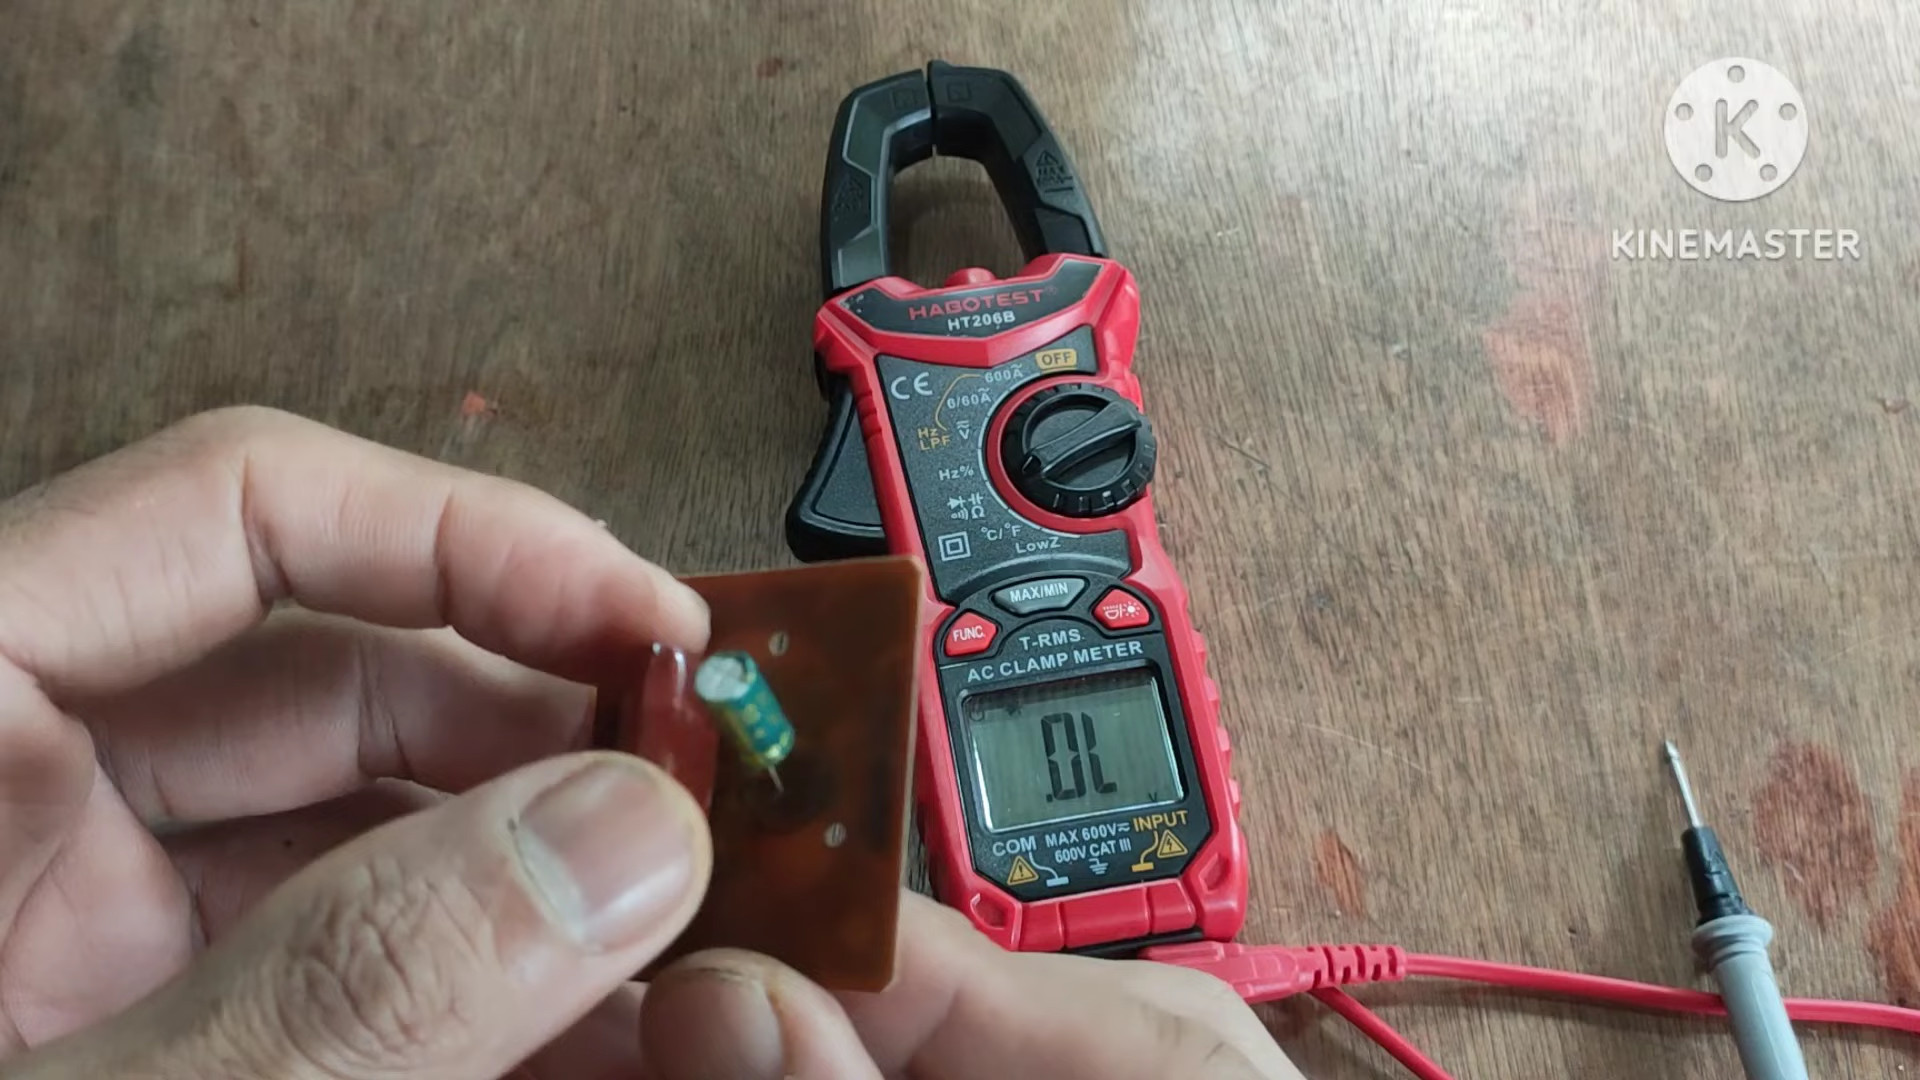 KINEMASTER
HABOTEST
HT206B
OFF
CE
600A
6/60A
Hz
LPF
V
Hz%
Ω
°C/°F
LowZ
MAX/MIN
FUNC.
T-RMS
AC CLAMP METER
.0L
V
COM MAX 600V INPUT
600V CAT III